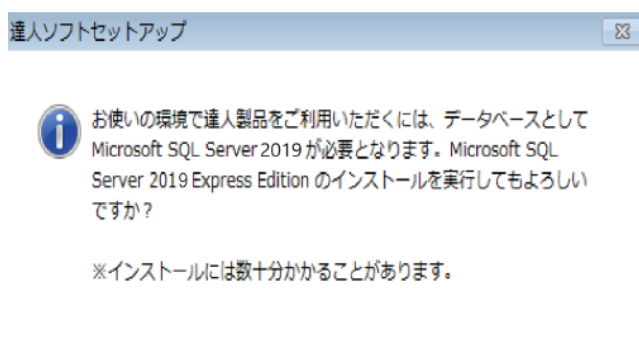 達人ソフトセットアップ
お使いの環境で達人製品をご利用いただくには、データベースとして
Microsoft SQL Server 2019 が必要となります。Microsoft SQL
Server 2019 Express Edition のインストールを実行してもよろしい
ですか？
※インストールには数十分かかることがあります。